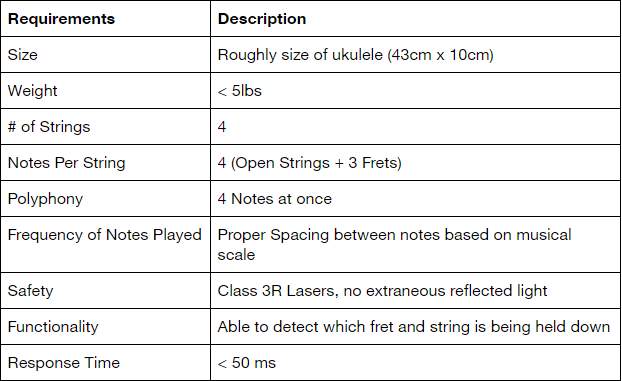 Requirements Description
Size Roughly size of ukulele (43cm x 10cm)
Weight < 5lbs
# of Strings 4
Notes Per String 4 (Open Strings + 3 Frets)
Polyphony 4 Notes at once
Frequency of Notes Played Proper Spacing between notes based on musical
scale
Safety Class 3R Lasers, no extraneous reflected light
Functionality Able to detect which fret and string is being held down
Response Time < 50 ms